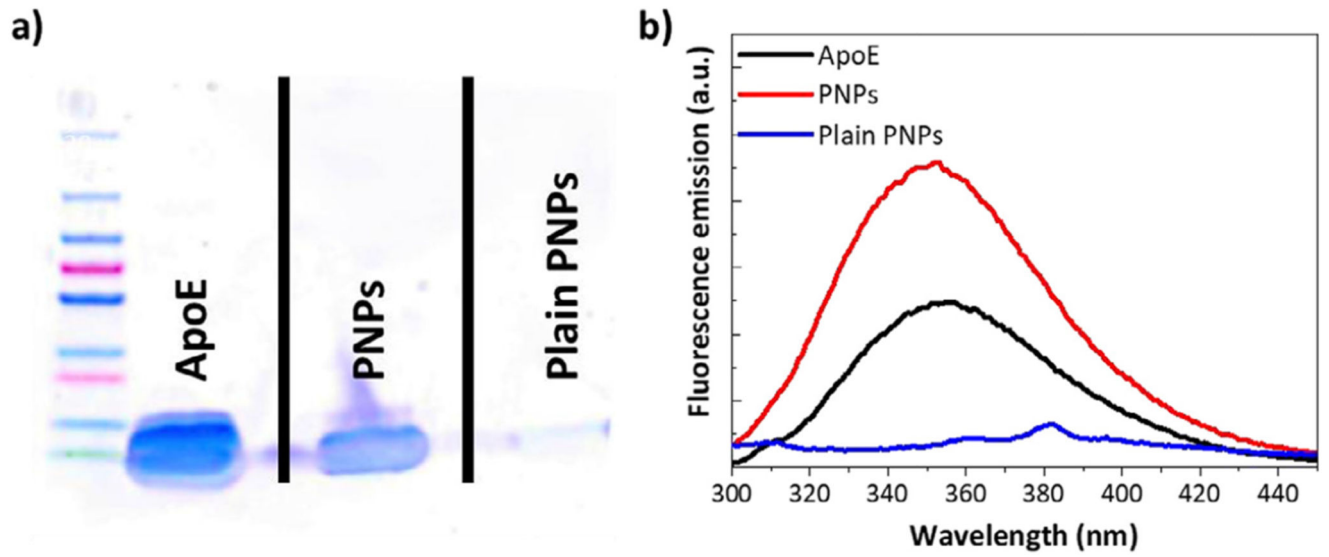 a)
ApoE
PNPs
Plain PNPs
b)
Fluorescence emission (a.u.)
ApoE
PNPs
Plain PNPs
300 320 340 360 380 400 420 440
Wavelength (nm)